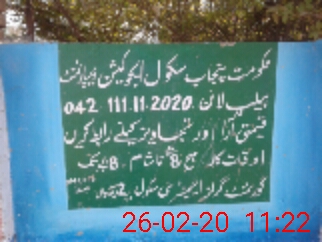 حکومت پنجاب سکول ایجوکیشن ڈیپارٹمنٹ
ہیلپ لائن 042.111.11.2020
قیمتی آرا اور تجاویز کیلئے رابطہ کریں
اوقات کار صبح 8 تا شام 8 بجے تک
گورنمنٹ گرلز ایلیمنٹری سکول
26-02-20 11:22